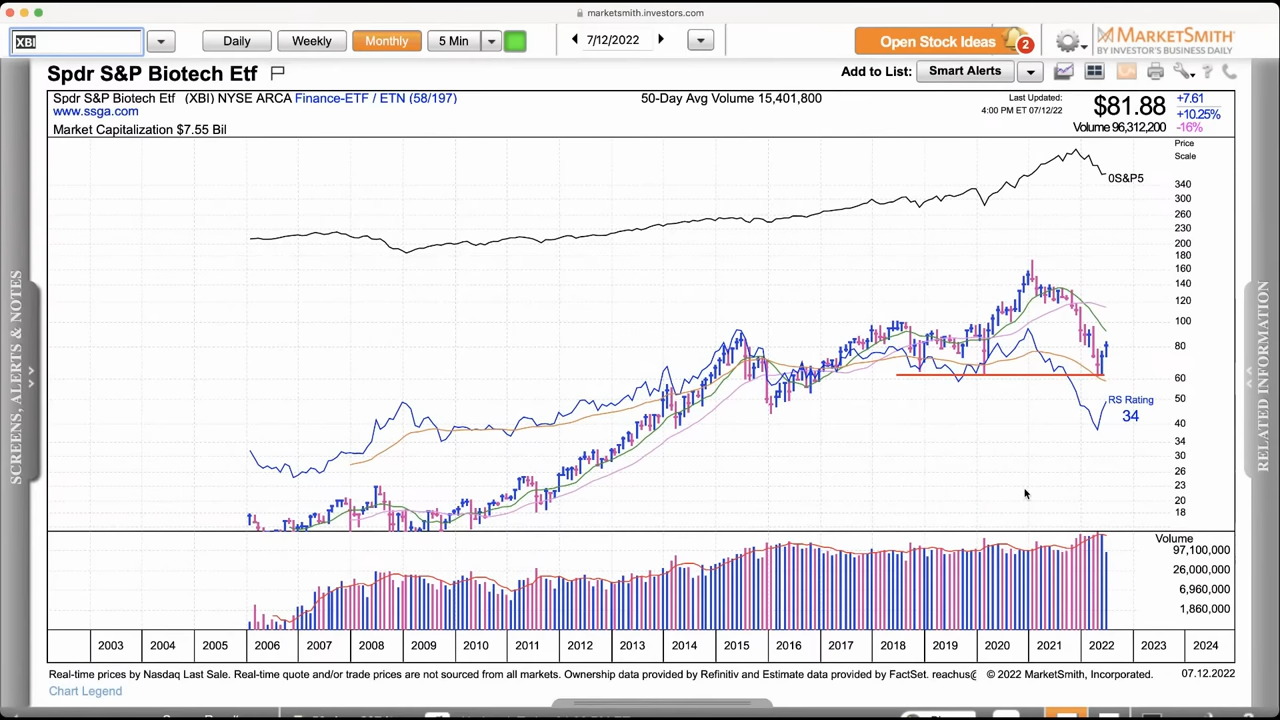 marketsmith.investors.com
XBI
Daily
Weekly
Monthly
5 Min
7/12/2022
Open Stock Ideas
2
MARKETSMITH
BY INVESTOR'S BUSINESS DAILY
Spdr S&P Biotech Etf
Add to List:
Smart Alerts
Spdr S&P Biotech Etf (XBI) NYSE ARCA Finance-ETF / ETN (58/197)
www.ssga.com
Market Capitalization $7.55 Bil
50-Day Avg Volume 15,401,800
Last Updated:
4:00 PM ET 07/12/22
$81.88
+7.61
+10.25%
Volume 96,312,200
-16%
Price
Scale
0S&P5
340
300
260
230
200
180
160
140
120
100
80
60
50
40
34
30
26
23
20
18
RS Rating
34
Volume
97,100,000
26,000,000
6,960,000
1,860,000
2003
2004
2005
2006
2007
2008
2009
2010
2011
2012
2013
2014
2015
2016
2017
2018
2019
2020
2021
2022
2023
2024
SCREENS, ALERTS & NOTES
RELATED INFORMATION
Real-time prices by Nasdaq Last Sale. Real-time quote and/or trade prices are not sourced from all markets. Ownership data provided by Refinitiv and Estimate data provided by FactSet. reachus@ © 2022 MarketSmith, Incorporated.
07.12.2022
Chart Legend